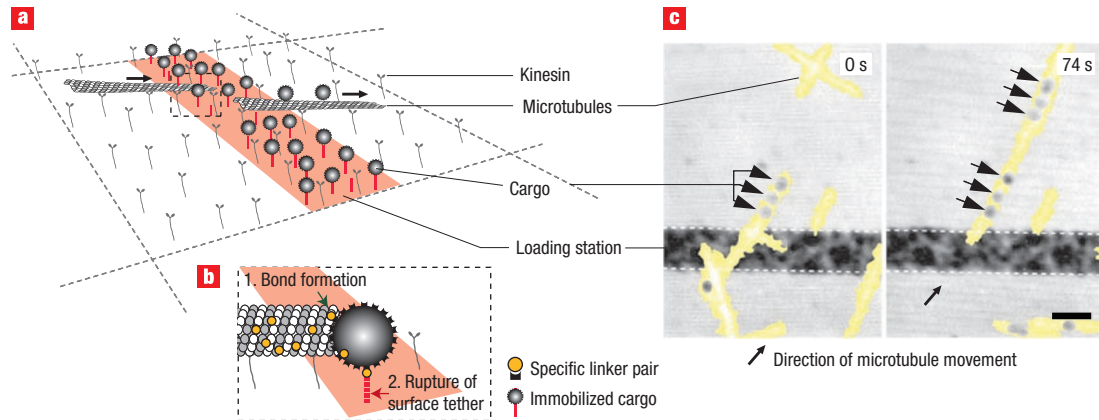 a
Kinesin
Microtubules
Cargo
Loading station
b
1. Bond formation
2. Rupture of
surface tether
Specific linker pair
Immobilized cargo
c
0 s
74 s
Direction of microtubule movement